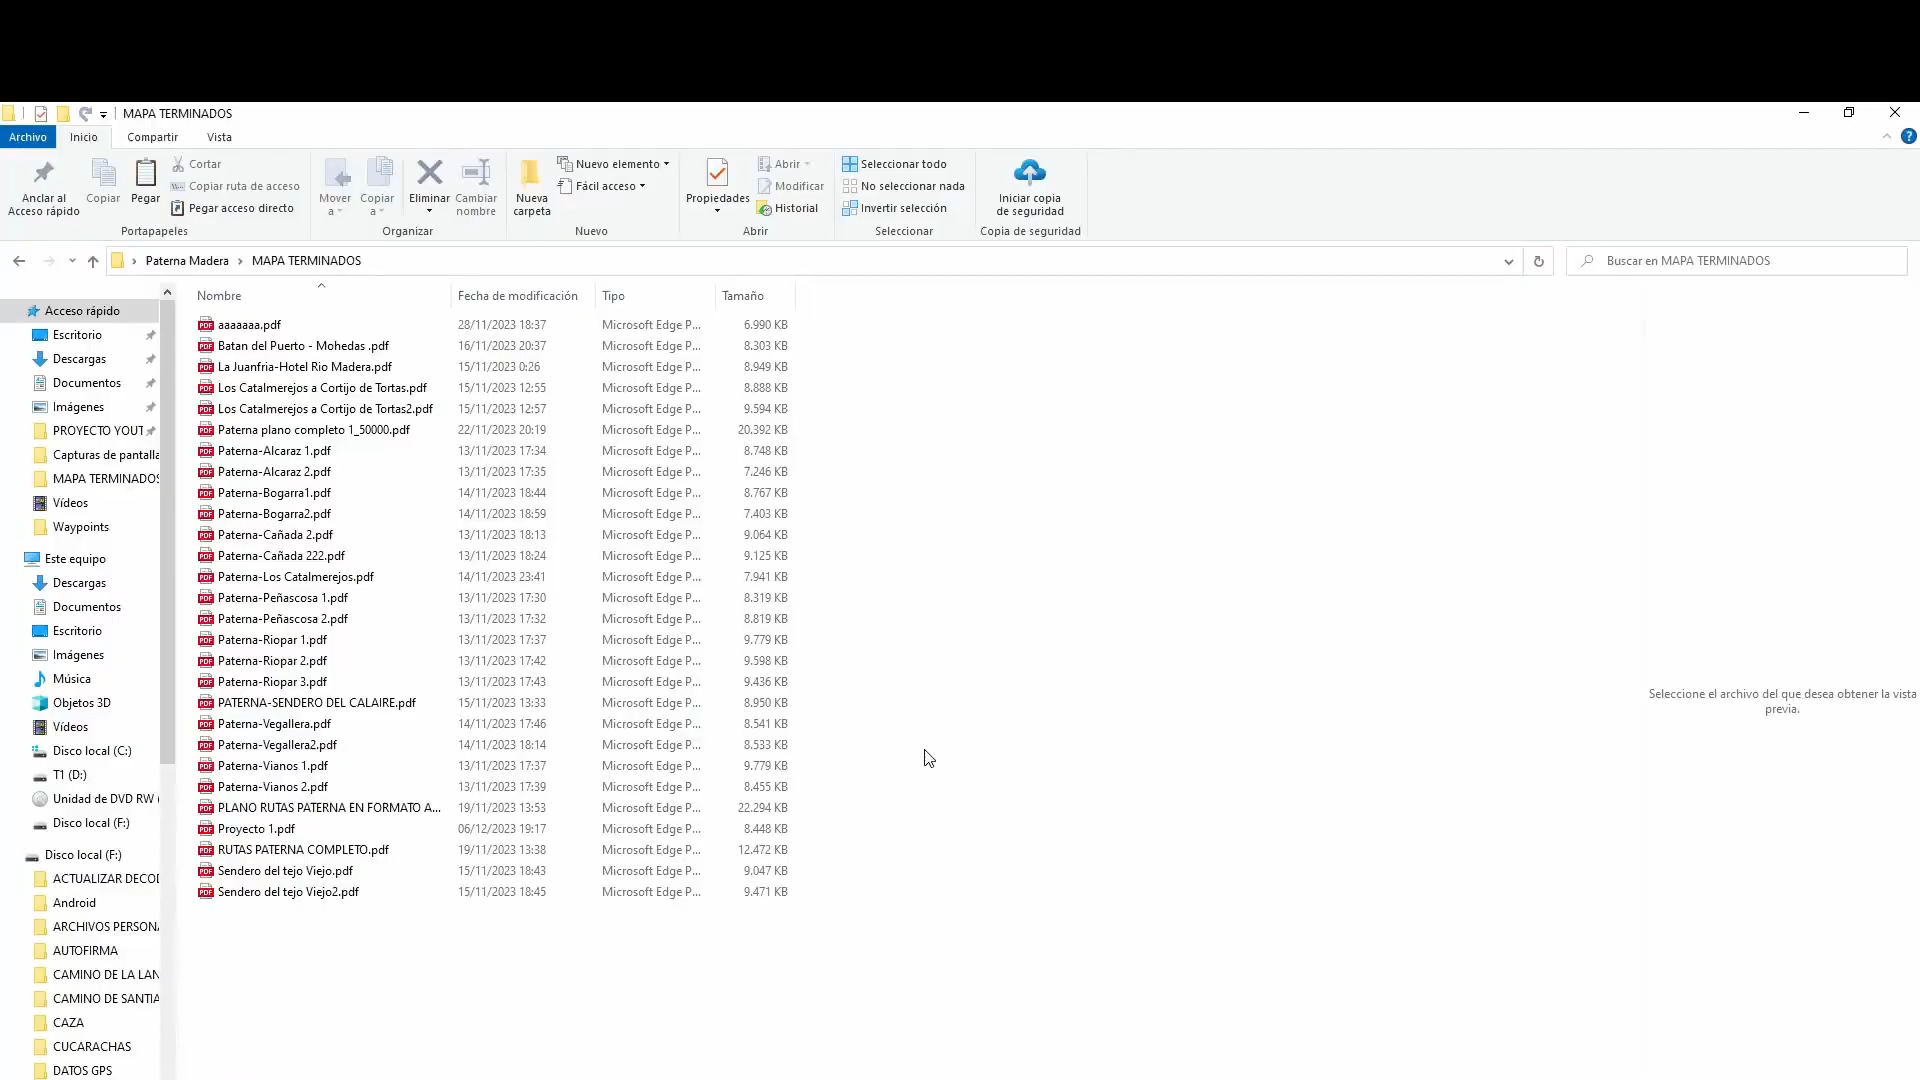 MAPA TERMINADOS
Archivo Inicio Compartir Vista
Anclar al Acceso rápido
Copiar
Pegar
Cortar
Copiar ruta de acceso
Pegar acceso directo
Portapapeles
Mover a
Copiar a
Eliminar
Cambiar nombre
Organizar
Nueva carpeta
Nuevo elemento
Fácil acceso
Nuevo
Propiedades
Abrir
Modificar
Historial
Abrir
Seleccionar todo
No seleccionar nada
Invertir selección
Seleccionar
Iniciar copia de seguridad
Copia de seguridad
Paterna Madera › MAPA TERMINADOS
Buscar en MAPA TERMINADOS
Acceso rápido
Escritorio
Descargas
Documentos
Imágenes
PROYECTO YOUT
Capturas de pantalla
MAPA TERMINADOS
Vídeos
Waypoints
Este equipo
Descargas
Documentos
Escritorio
Imágenes
Música
Objetos 3D
Vídeos
Disco local (C:)
T1 (D:)
Unidad de DVD RW (
Disco local (F:)
Disco local (F:)
ACTUALIZAR DECOD
Android
ARCHIVOS PERSONA
AUTOFIRMA
CAMINO DE LA LAN
CAMINO DE SANTIA
CAZA
CUCARACHAS
DATOS GPS
Nombre Fecha de modificación Tipo Tamaño
aaaaaaa.pdf 28/11/2023 18:37 Microsoft Edge P... 6.990 KB
Batan del Puerto - Mohedas .pdf 16/11/2023 20:37 Microsoft Edge P... 8.303 KB
La Juanfria-Hotel Rio Madera.pdf 15/11/2023 0:26 Microsoft Edge P... 8.949 KB
Los Catalmerejos a Cortijo de Tortas.pdf 15/11/2023 12:55 Microsoft Edge P... 8.888 KB
Los Catalmerejos a Cortijo de Tortas2.pdf 15/11/2023 12:57 Microsoft Edge P... 9.594 KB
Paterna plano completo 1_50000.pdf 22/11/2023 20:19 Microsoft Edge P... 20.392 KB
Paterna-Alcaraz 1.pdf 13/11/2023 17:34 Microsoft Edge P... 8.748 KB
Paterna-Alcaraz 2.pdf 13/11/2023 17:35 Microsoft Edge P... 7.246 KB
Paterna-Bogarra1.pdf 14/11/2023 18:44 Microsoft Edge P... 8.767 KB
Paterna-Bogarra2.pdf 14/11/2023 18:59 Microsoft Edge P... 7.403 KB
Paterna-Cañada 2.pdf 13/11/2023 18:13 Microsoft Edge P... 9.064 KB
Paterna-Cañada 222.pdf 13/11/2023 18:24 Microsoft Edge P... 9.125 KB
Paterna-Los Catalmerejos.pdf 14/11/2023 23:41 Microsoft Edge P... 7.941 KB
Paterna-Peñascosa 1.pdf 13/11/2023 17:30 Microsoft Edge P... 8.319 KB
Paterna-Peñascosa 2.pdf 13/11/2023 17:32 Microsoft Edge P... 8.819 KB
Paterna-Riopar 1.pdf 13/11/2023 17:37 Microsoft Edge P... 9.779 KB
Paterna-Riopar 2.pdf 13/11/2023 17:42 Microsoft Edge P... 9.598 KB
Paterna-Riopar 3.pdf 13/11/2023 17:43 Microsoft Edge P... 9.436 KB
PATERNA-SENDERO DEL CALAIRE.pdf 15/11/2023 13:33 Microsoft Edge P... 8.950 KB
Paterna-Vegallera.pdf 14/11/2023 17:46 Microsoft Edge P... 8.541 KB
Paterna-Vegallera2.pdf 14/11/2023 18:14 Microsoft Edge P... 8.533 KB
Paterna-Vianos 1.pdf 13/11/2023 17:37 Microsoft Edge P... 9.779 KB
Paterna-Vianos 2.pdf 13/11/2023 17:39 Microsoft Edge P... 8.455 KB
PLANO RUTAS PATERNA EN FORMATO A... 19/11/2023 13:53 Microsoft Edge P... 22.294 KB
Proyecto 1.pdf 06/12/2023 19:17 Microsoft Edge P... 8.448 KB
RUTAS PATERNA COMPLETO.pdf 19/11/2023 13:38 Microsoft Edge P... 12.472 KB
Sendero del tejo Viejo.pdf 15/11/2023 18:43 Microsoft Edge P... 9.047 KB
Sendero del tejo Viejo2.pdf 15/11/2023 18:45 Microsoft Edge P... 9.471 KB
Seleccione el archivo del que desea obtener la vista
previa.